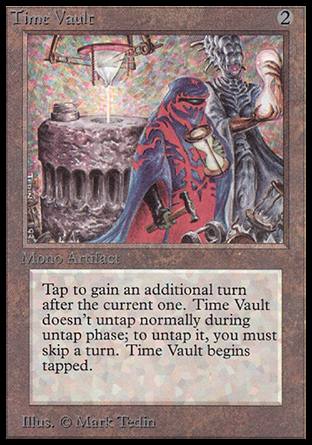 Time Vault 2
Mono Artifact
Tap to gain an additional turn
after the current one. Time Vault
doesn't untap normally during
untap phase; to untap it, you must
skip a turn. Time Vault begins
tapped.
Illus. © Mark Tedin